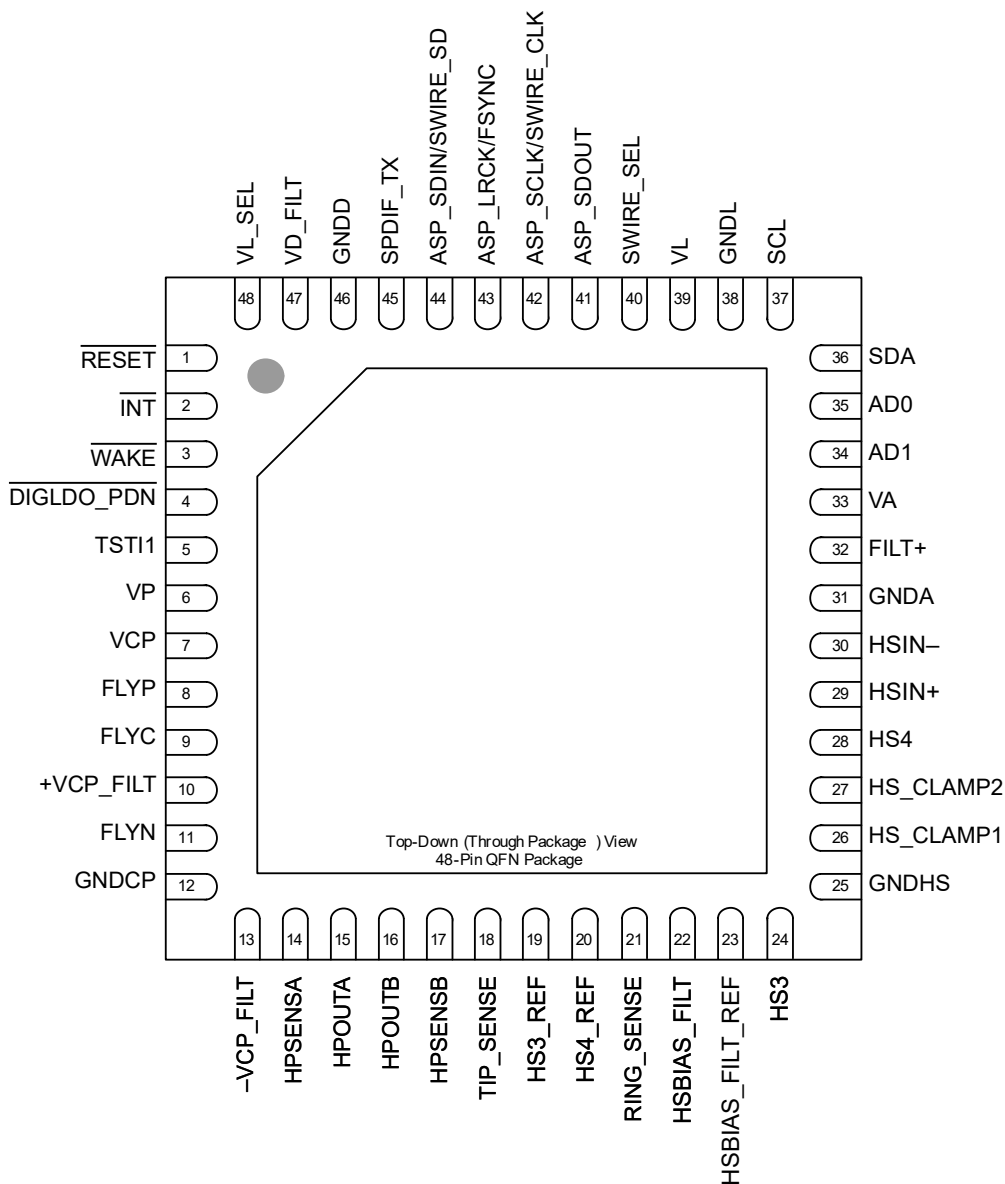 VL_SEL
VD_FILT
GNDD
SPDIF_TX
ASP_SDIN/SWIRE_SD
ASP_LRCK/FSYNC
ASP_SCLK/SWIRE_CLK
ASP_SDOUT
SWIRE_SEL
VL
GNDL
SCL
48
47
46
45
44
43
42
41
40
39
38
37
RESET
1
INT
2
WAKE
3
DIGLDO_PDN
4
TSTI1
5
VP
6
VCP
7
FLYP
8
FLYC
9
+VCP_FILT
10
FLYN
11
GNDCP
12
36
SDA
35
AD0
34
AD1
33
VA
32
FILT+
31
GNDA
30
HSIN–
29
HSIN+
28
HS4
27
HS_CLAMP2
26
HS_CLAMP1
25
GNDHS
Top-Down (Through Package ) View
48-Pin QFN Package
13
14
15
16
17
18
19
20
21
22
23
24
–VCP_FILT
HPSENSA
HPOUTA
HPOUTB
HPSENSB
TIP_SENSE
HS3_REF
HS4_REF
RING_SENSE
HSBIAS_FILT
HSBIAS_FILT_REF
HS3